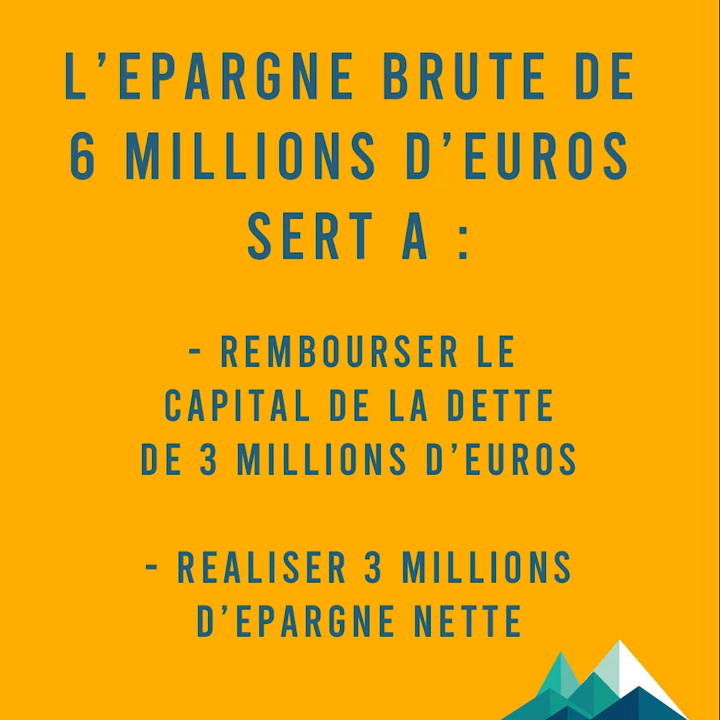 L’EPARGNE BRUTE DE
6 MILLIONS D’EUROS
SERT A :
- REMBOURSER LE
CAPITAL DE LA DETTE
DE 3 MILLIONS D’EUROS
- REALISER 3 MILLIONS
D’EPARGNE NETTE